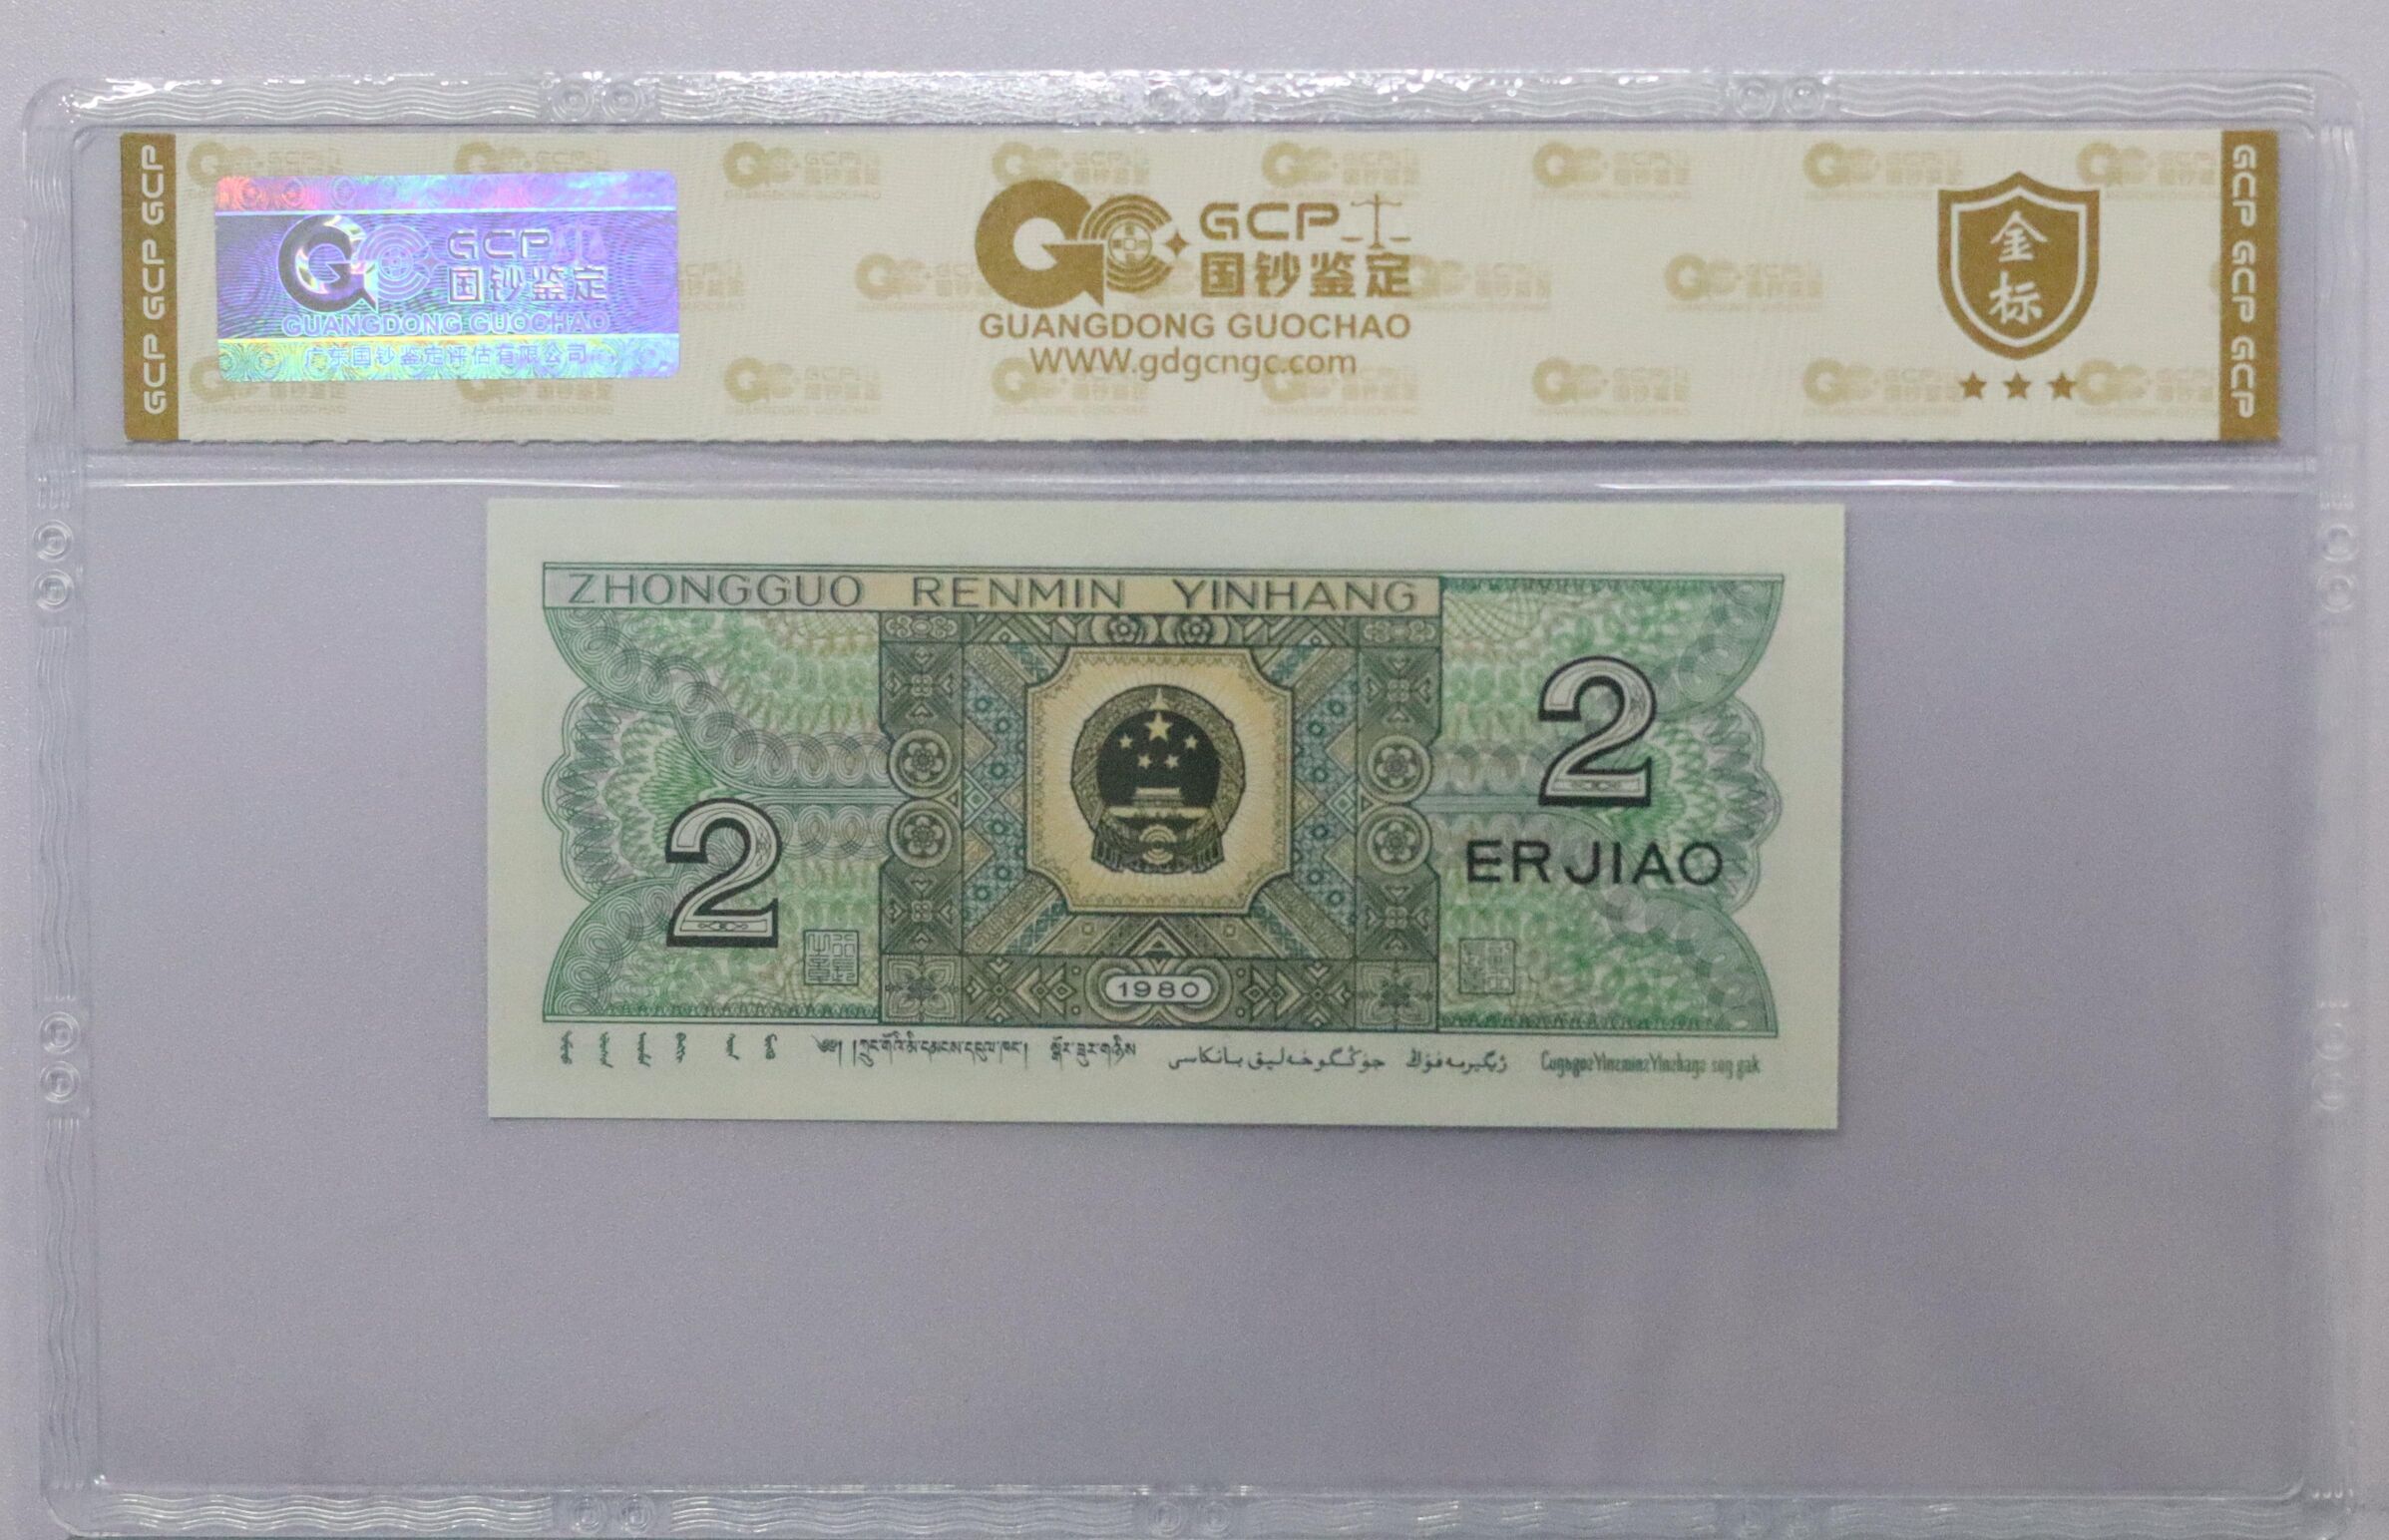 GCP GCP GCP
GCP
国钞鉴定
GUANGDONG GUOCHAO
广东国钞鉴定评估有限公司
GCP
国钞鉴定
GUANGDONG GUOCHAO
WWW.gdgcngc.com
金标
GCP GCP GCP
ZHONGGUO RENMIN YINHANG
2
2
ERJIAO
1980
جۇڭگوخەلىق بانكاسى